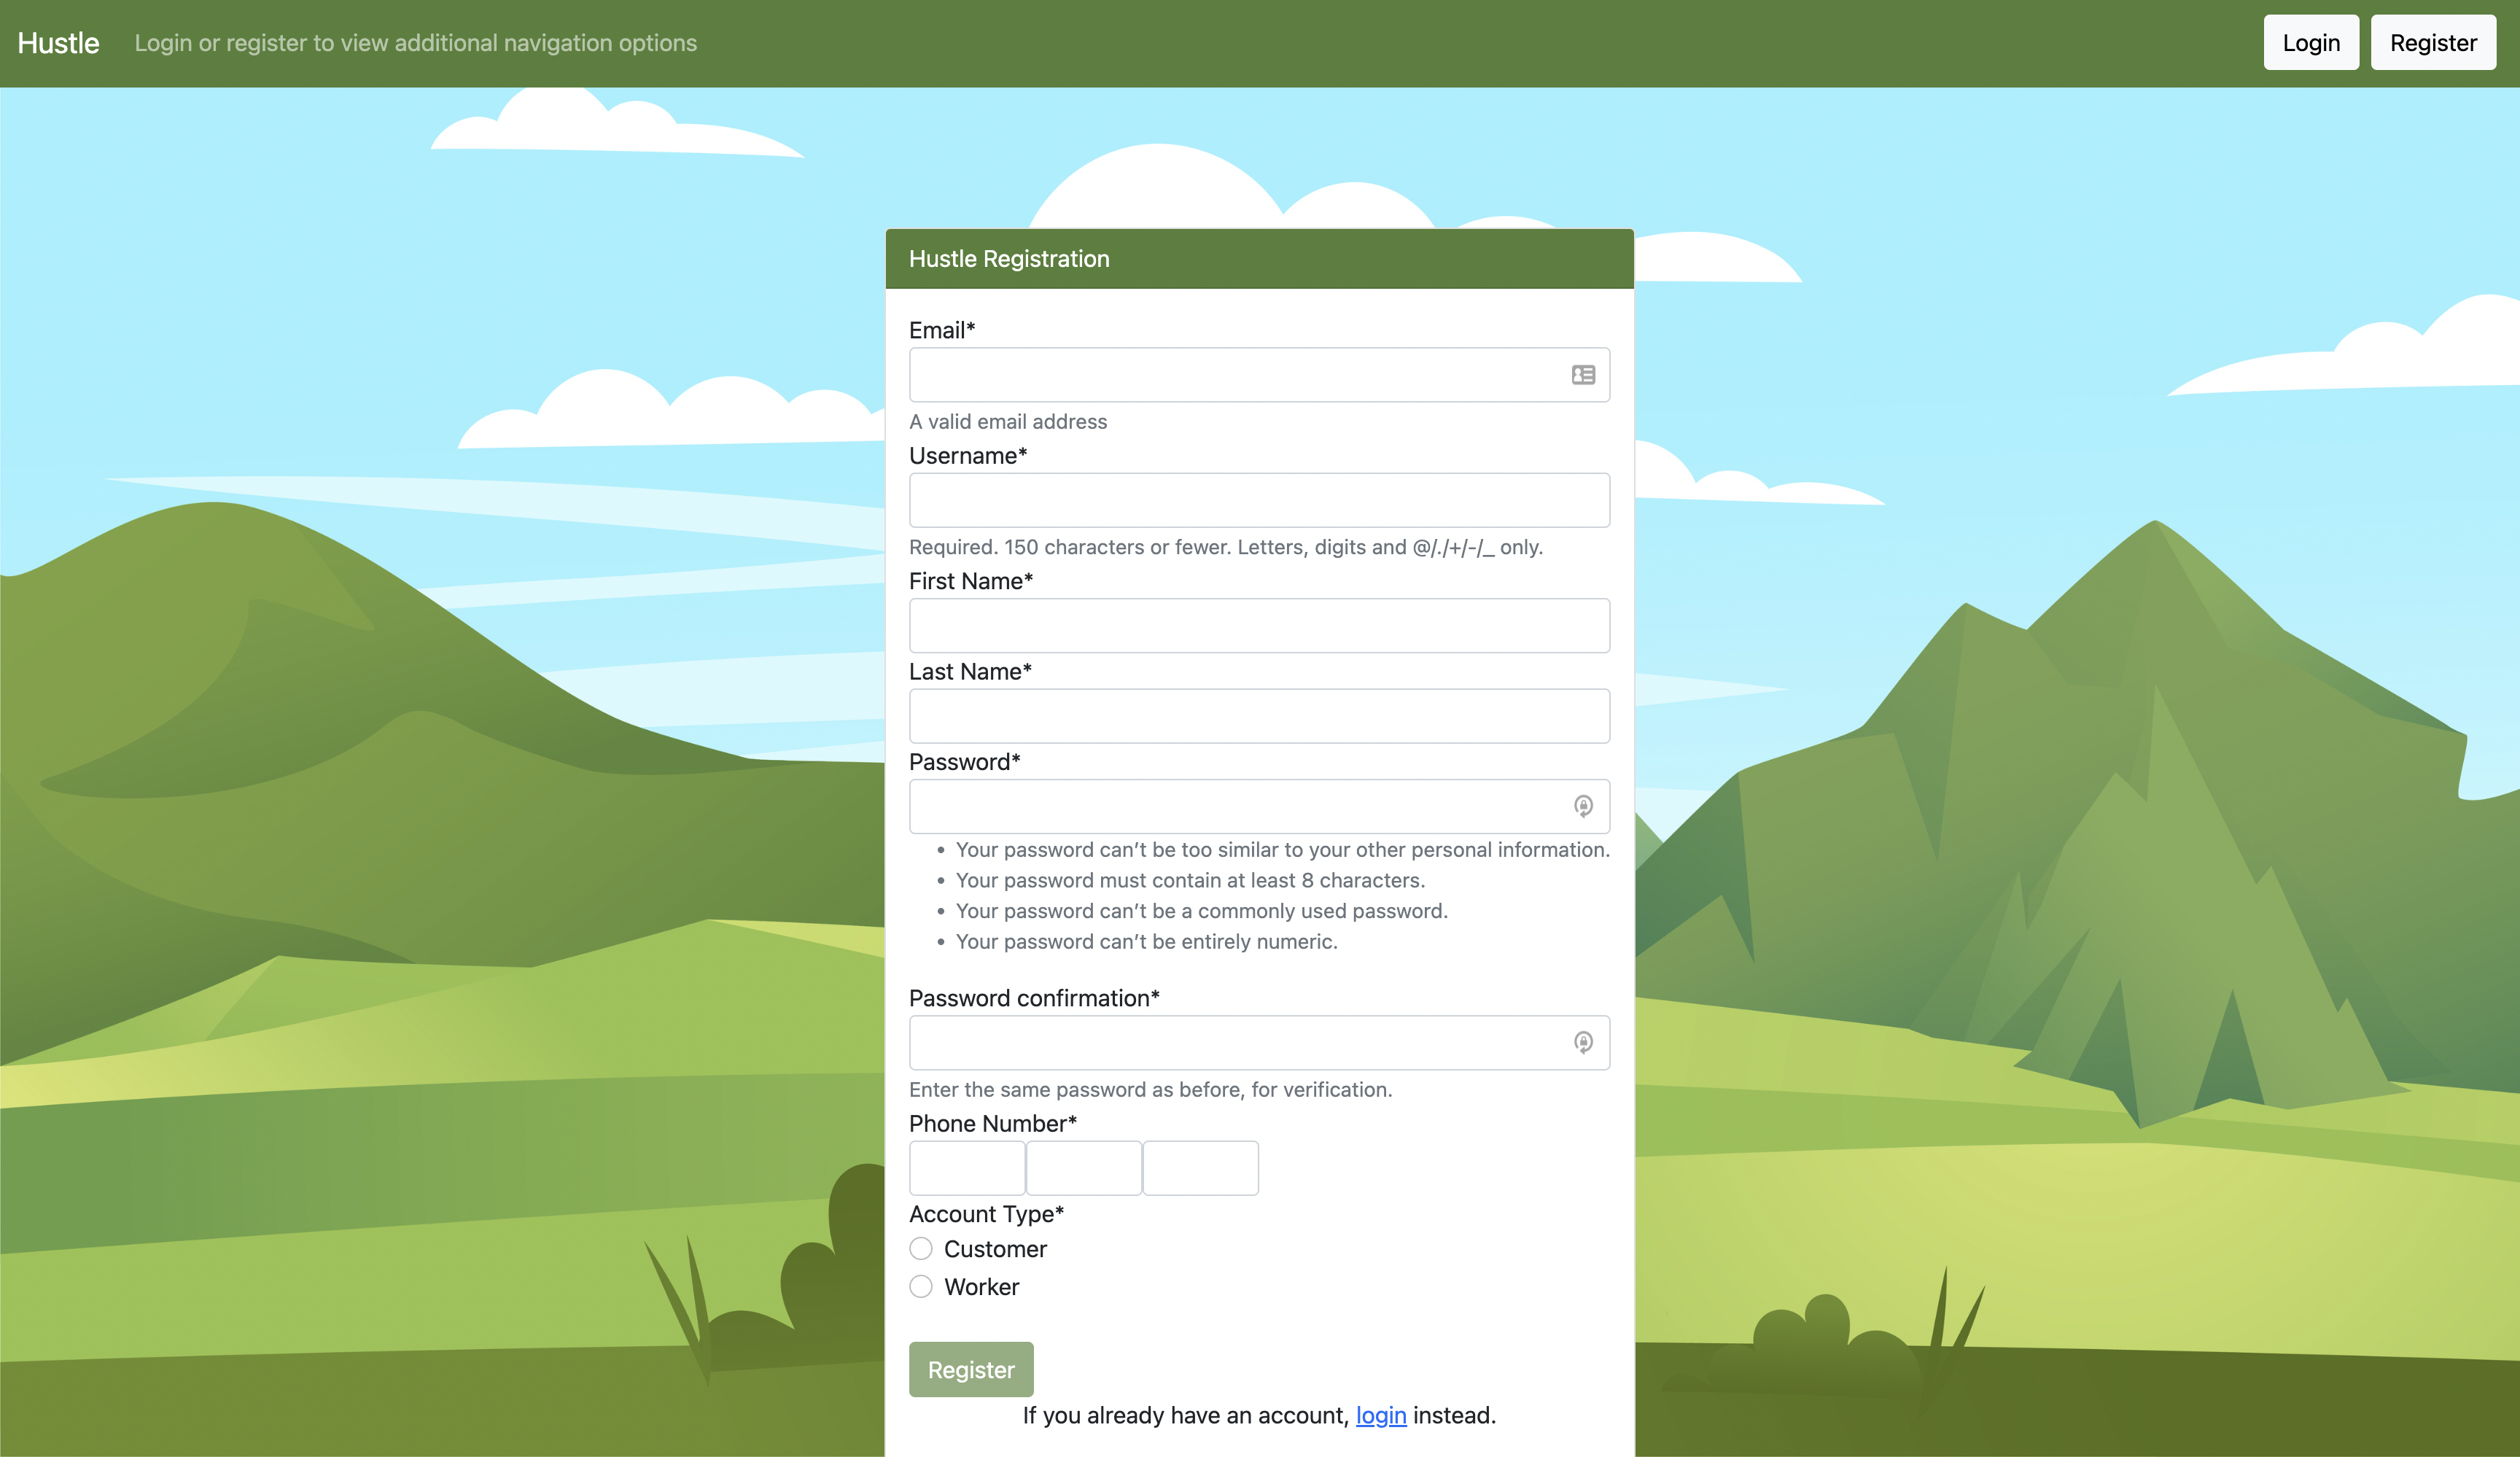 Hustle
Login or register to view additional navigation options
Login
Register
Hustle Registration
Email*
A valid email address
Username*
Required. 150 characters or fewer. Letters, digits and @/./+/-/_ only.
First Name*
Last Name*
Password*
• Your password can’t be too similar to your other personal information.
• Your password must contain at least 8 characters.
• Your password can’t be a commonly used password.
• Your password can’t be entirely numeric.
Password confirmation*
Enter the same password as before, for verification.
Phone Number*
Account Type*
Customer
Worker
Register
If you already have an account, login instead.